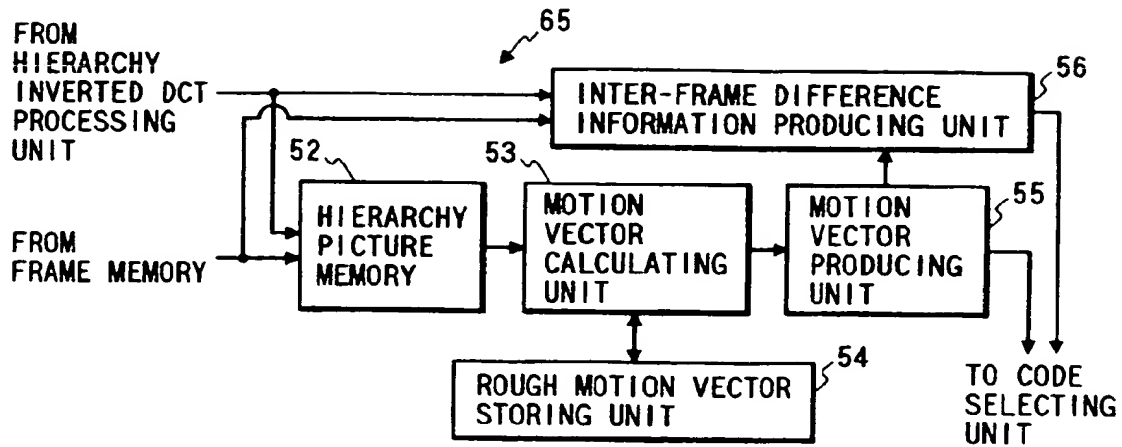 65
FROM
HIERARCHY
INVERTED DCT
PROCESSING
UNIT
56
INTER-FRAME DIFFERENCE
INFORMATION PRODUCING UNIT
52
HIERARCHY
PICTURE
MEMORY
53
MOTION
VECTOR
CALCULATING
UNIT
55
MOTION
VECTOR
PRODUCING
UNIT
FROM
FRAME MEMORY
54
ROUGH MOTION VECTOR
STORING UNIT
TO CODE
SELECTING
UNIT